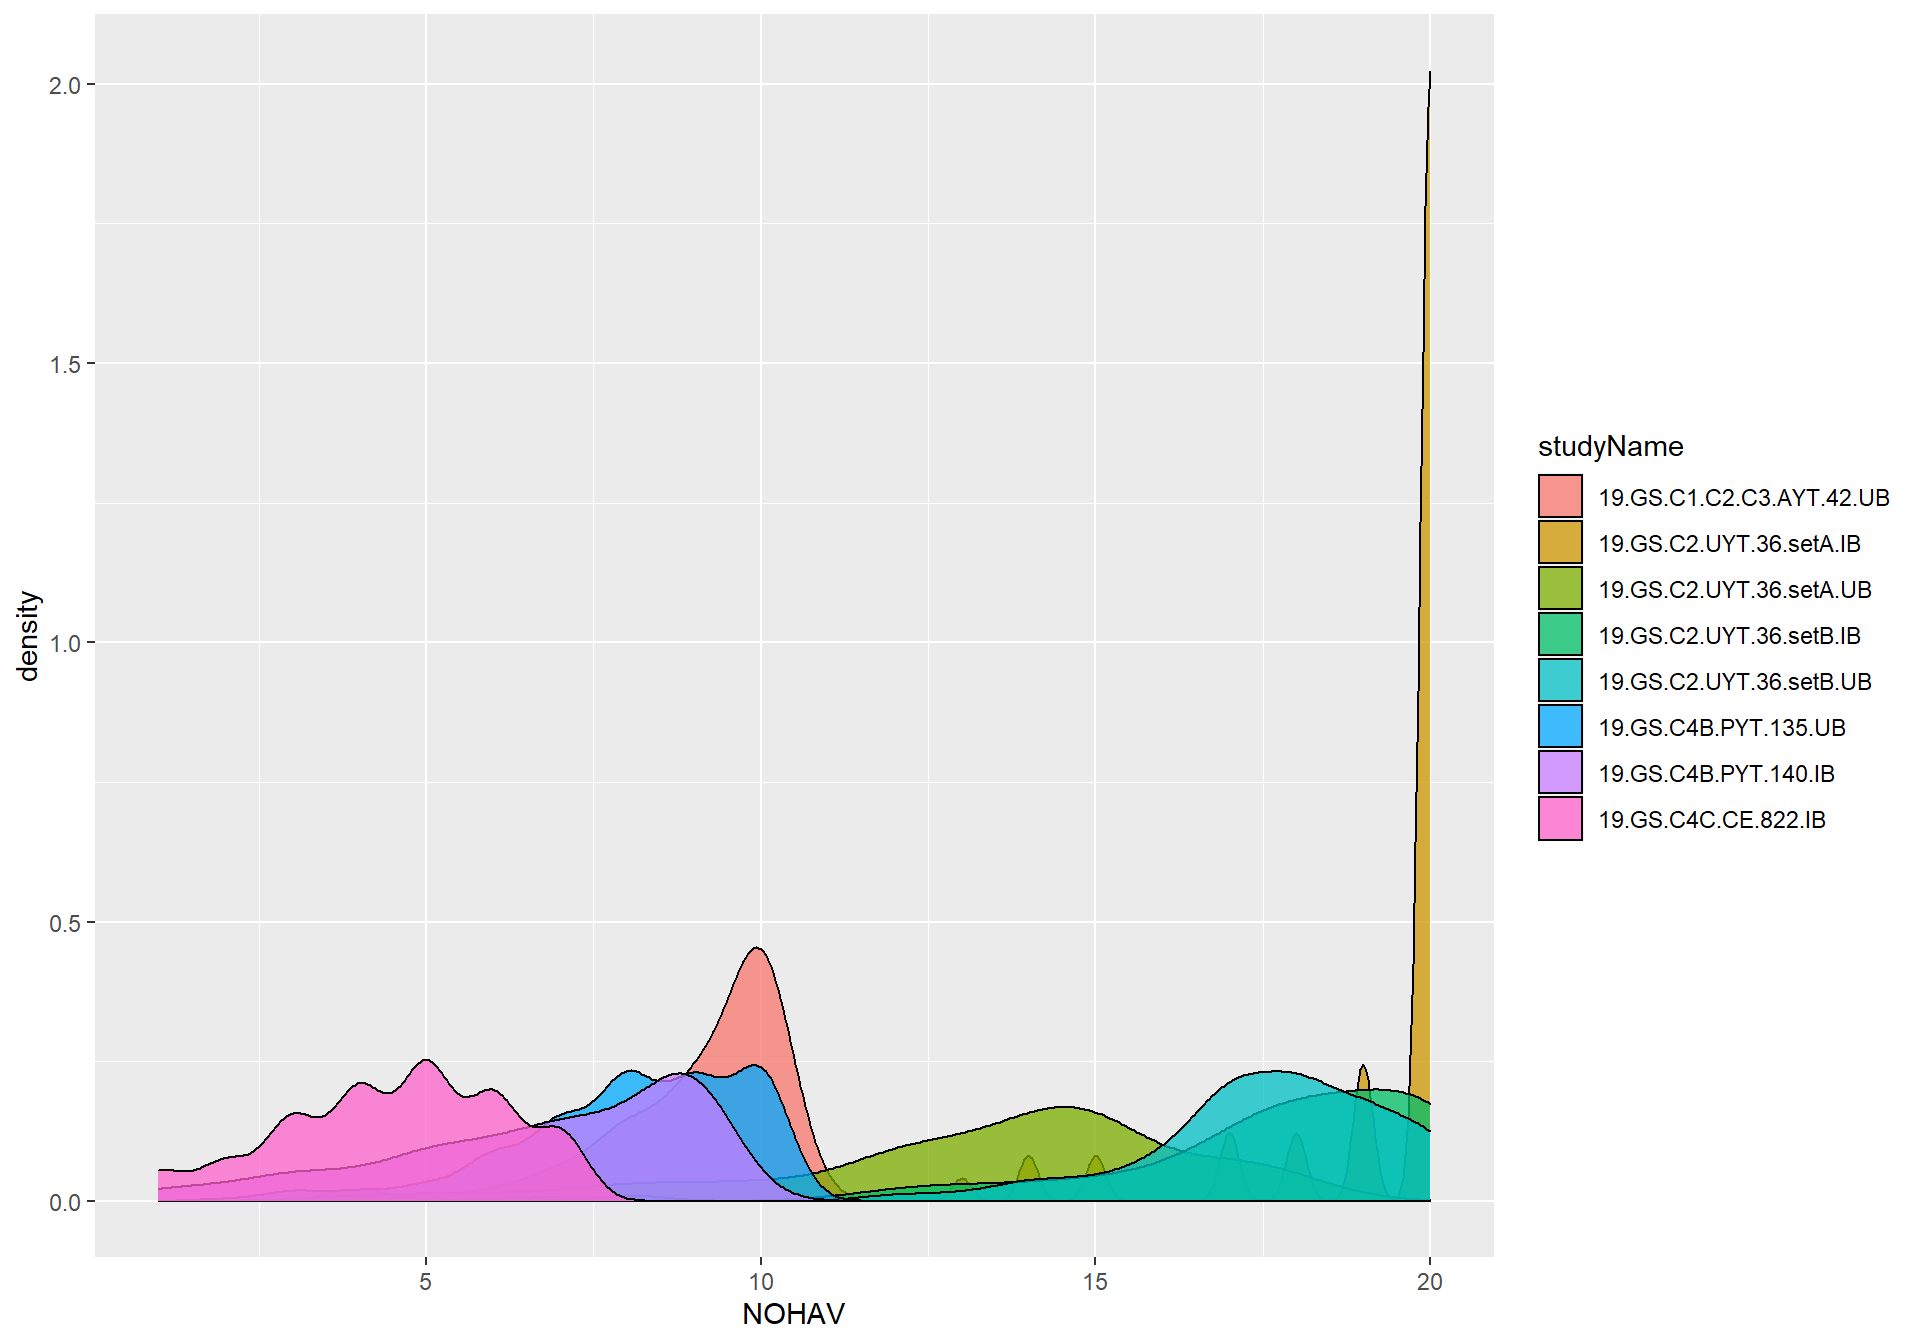 2.0
1.5
1.0
0.5
0.0
density
5
10
15
20
NOHAV
studyName
19.GS.C1.C2.C3.AYT.42.UB
19.GS.C2.UYT.36.setA.IB
19.GS.C2.UYT.36.setA.UB
19.GS.C2.UYT.36.setB.IB
19.GS.C2.UYT.36.setB.UB
19.GS.C4B.PYT.135.UB
19.GS.C4B.PYT.140.IB
19.GS.C4C.CE.822.IB